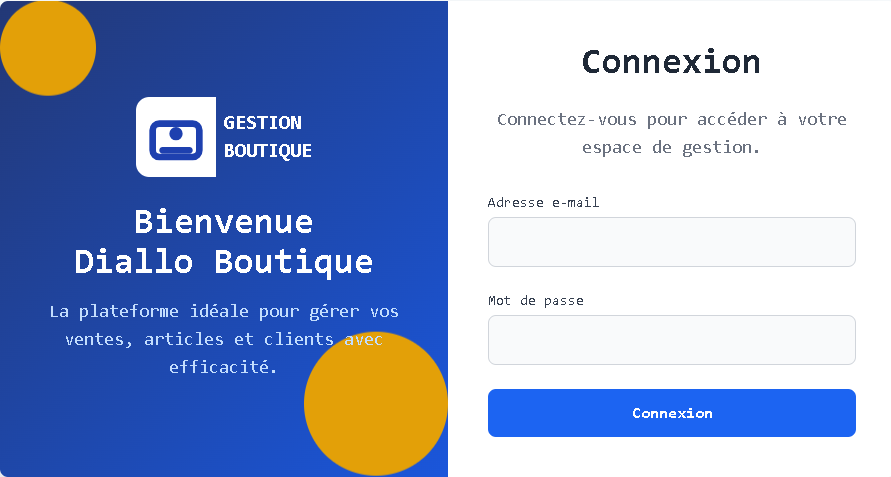 GESTION
BOUTIQUE
Bienvenue
Diallo Boutique
La plateforme idéale pour gérer vos
ventes, articles et clients avec
efficacité.
Connexion
Connectez-vous pour accéder à votre
espace de gestion.
Adresse e-mail
Mot de passe
Connexion